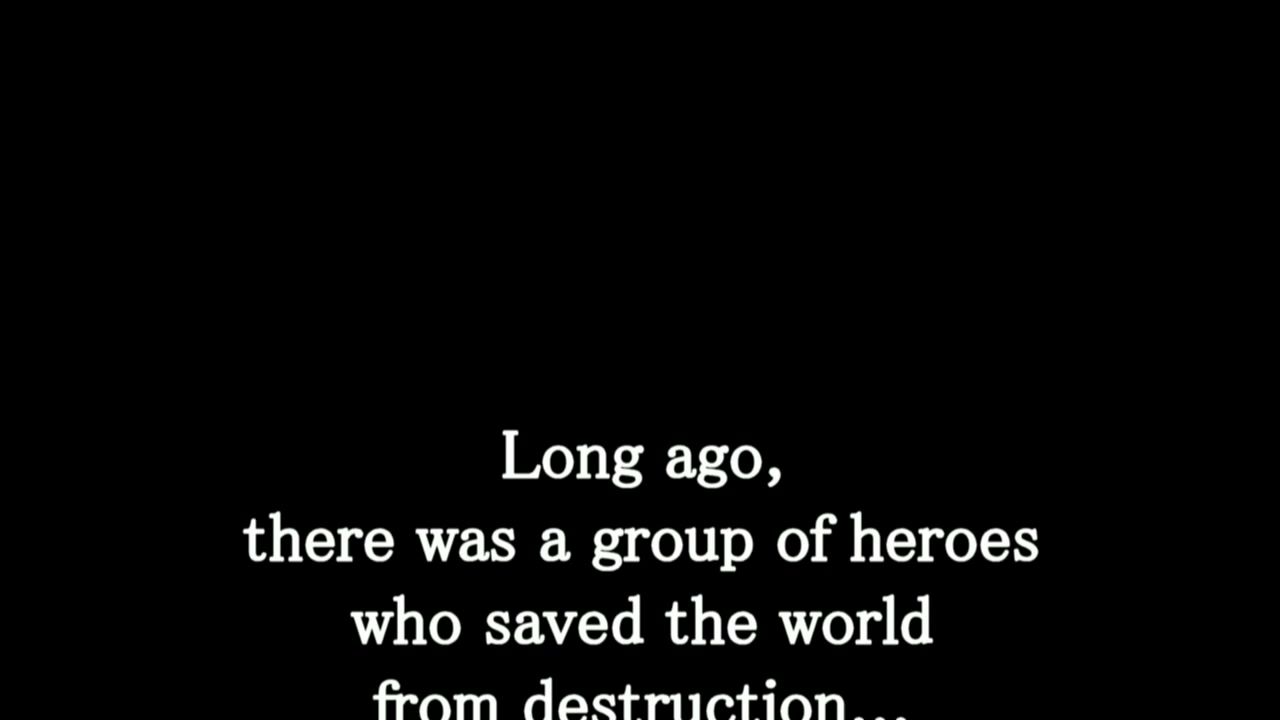 Long ago,
there was a group of heroes
who saved the world
from destruction...